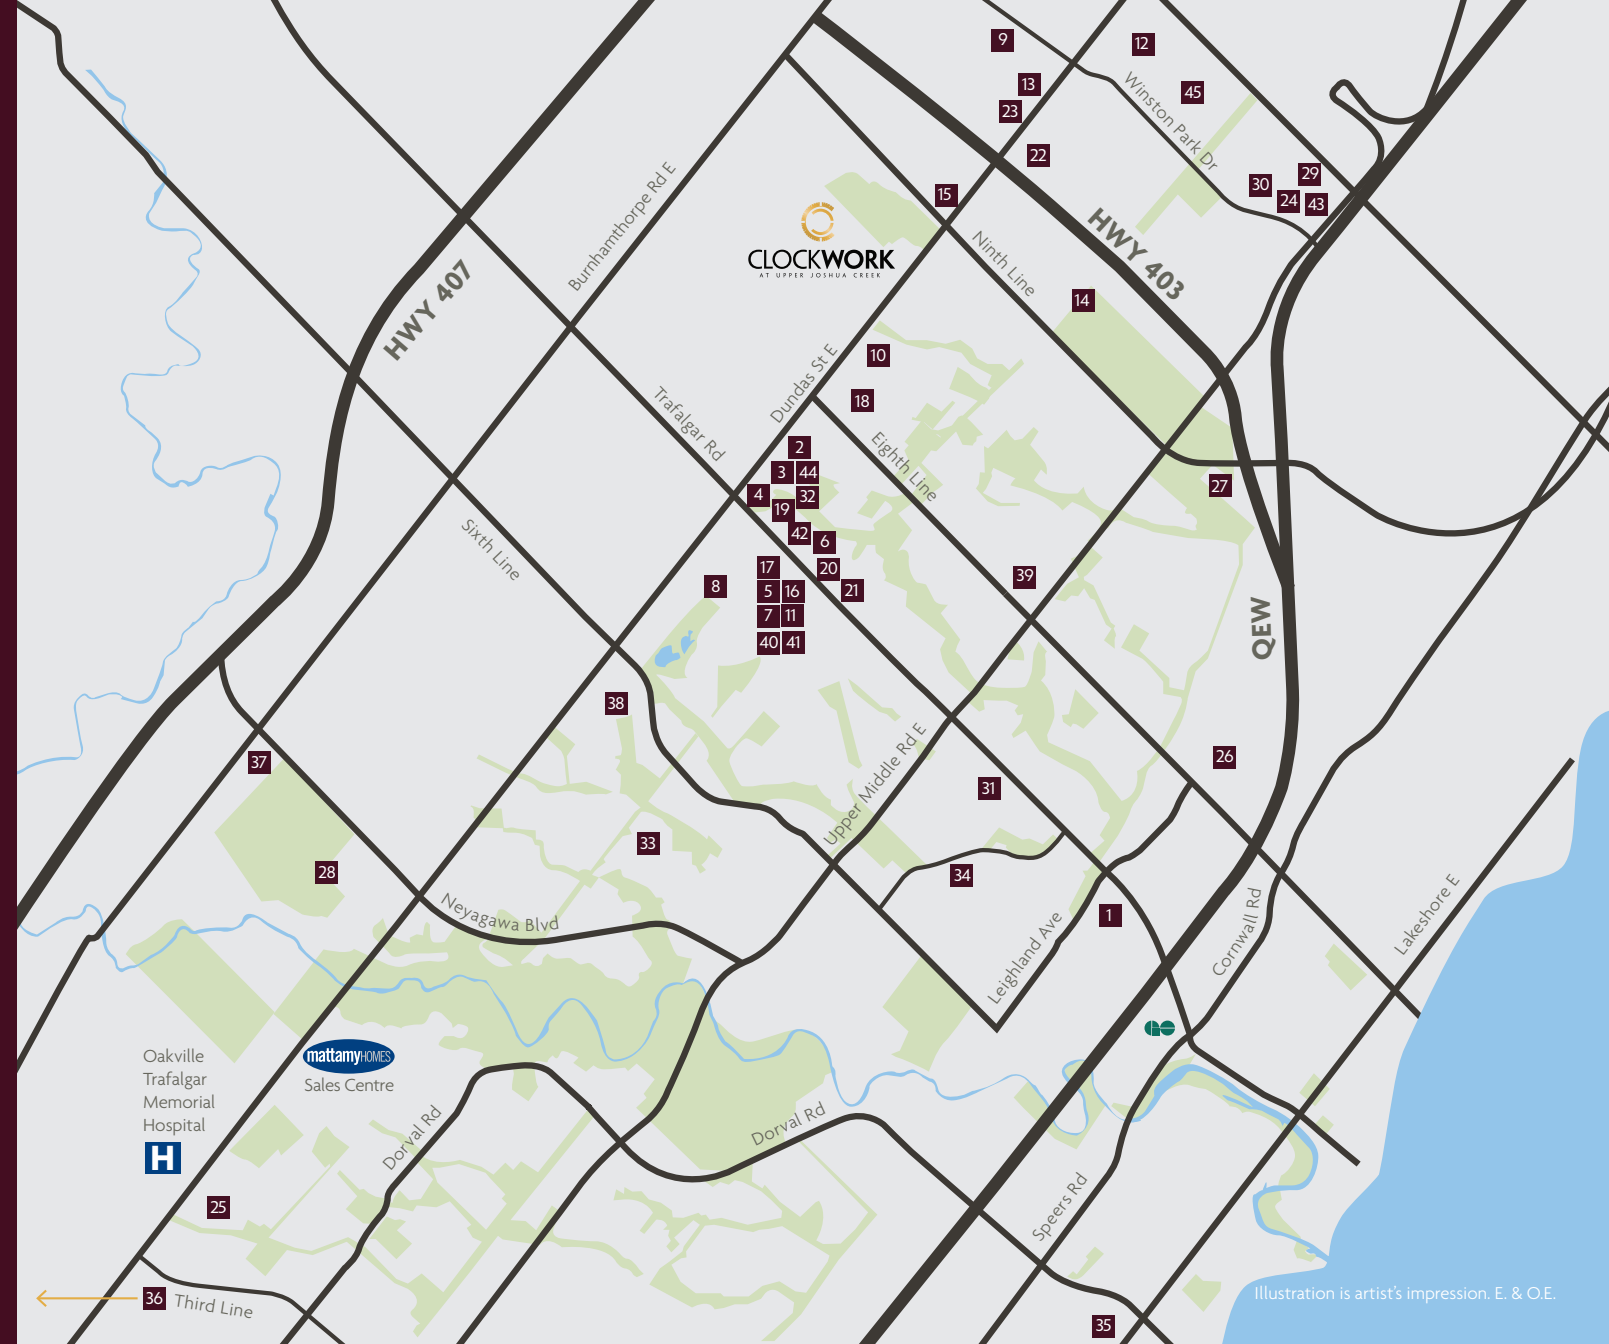 9
12
13
45
23
Winston Park Dr
22
30
29
24
43
15
Burnhamthorpe Rd E
CLOCKWORK
AT UPPER JOSHUA CREEK
Ninth Line
HWY 403
HWY 407
14
10
Dundas St E
18
Trafalgar Rd
Eighth Line
2
3
44
4
32
19
27
42
6
Sixth Line
17
20
39
8
5
16
21
7
11
QEW
40
41
38
37
26
Upper Middle Rd E
31
33
28
34
Neyagawa Blvd
1
Leighland Ave
Cornwall Rd
Lakeshore E
Oakville
Trafalgar
Memorial
Hospital
H
mattamyHOMES
Sales Centre
Dorval Rd
Dorval Rd
25
Speers Rd
36
Third Line
Illustration is artist's impression. E. & O.E.
35